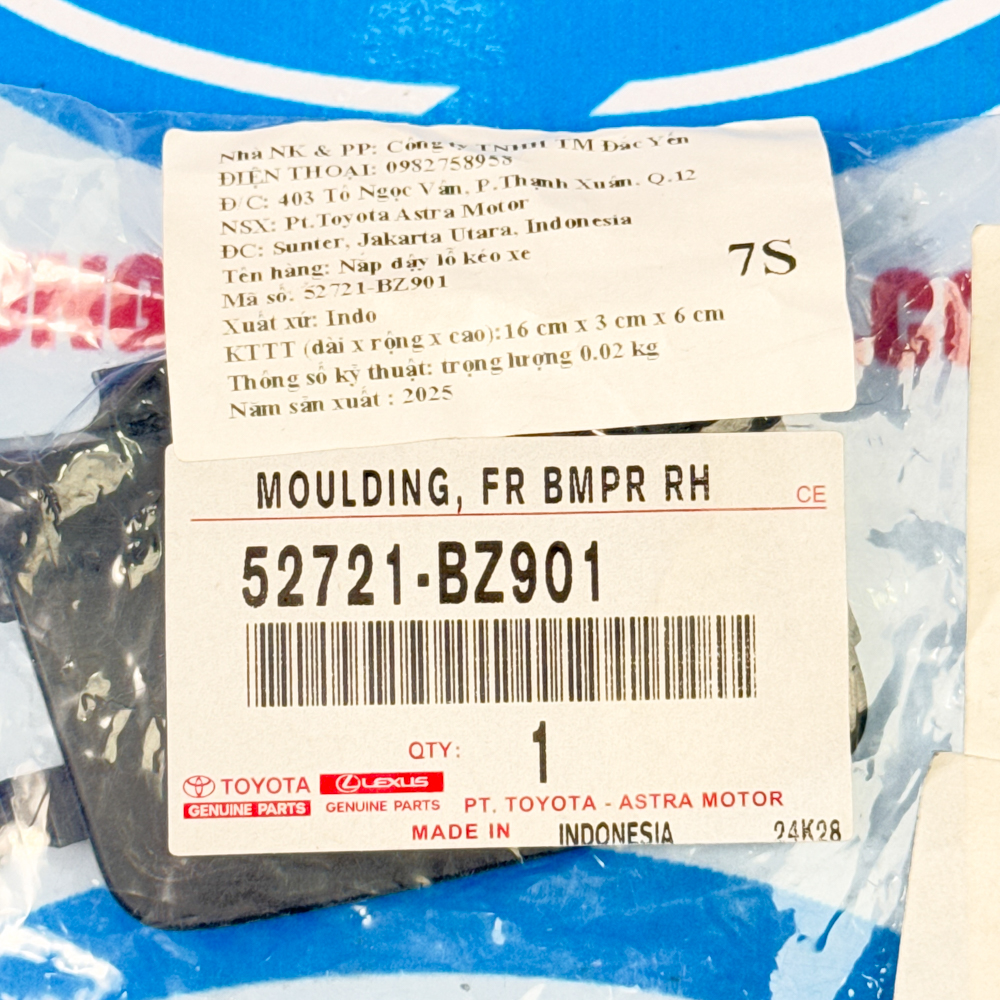 Nhà NK & PP: Công ty TNHH TM Đắc Yến
ĐIỆN THOẠI: 0982758958
Đ/C: 403 Tô Ngọc Vân, P.Thạnh Xuân. Q.12
NSX: Pt.Toyota Astra Motor
ĐC: Sunter, Jakarta Utara, Indonesia
Tên hàng: Nắp đậy lỗ kéo xe
Mã số: 52721-BZ901
Xuất xứ: Indo
KTTT (dài x rộng x cao):16 cm x 3 cm x 6 cm
Thông số kỹ thuật: trọng lượng 0.02 kg
Năm sản xuất : 2025
7S
MOULDING, FR BMPR RH
CE
52721-BZ901
QTY: 1
TOYOTA
GENUINE PARTS
LEXUS
GENUINE PARTS
PT. TOYOTA - ASTRA MOTOR
MADE IN INDONESIA 24K28